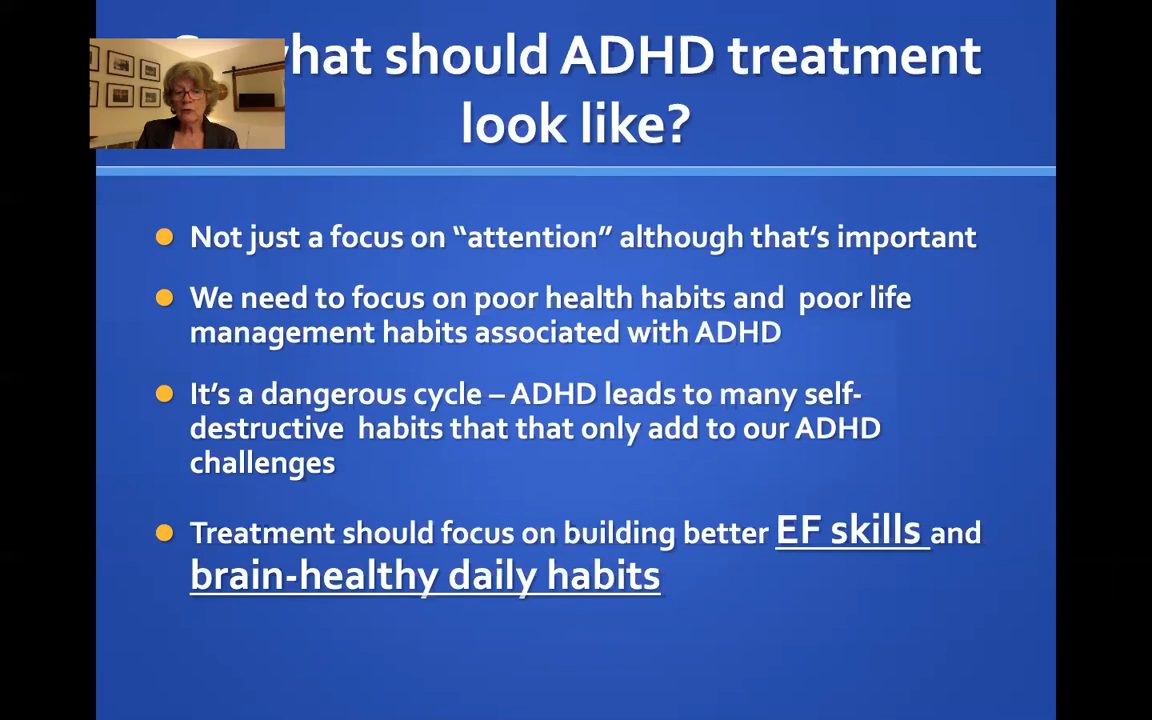 what should ADHD treatment
look like?
Not just a focus on “attention” although that’s important
We need to focus on poor health habits and poor life
management habits associated with ADHD
It’s a dangerous cycle – ADHD leads to many self-
destructive habits that that only add to our ADHD
challenges
Treatment should focus on building better EF skills and
brain-healthy daily habits